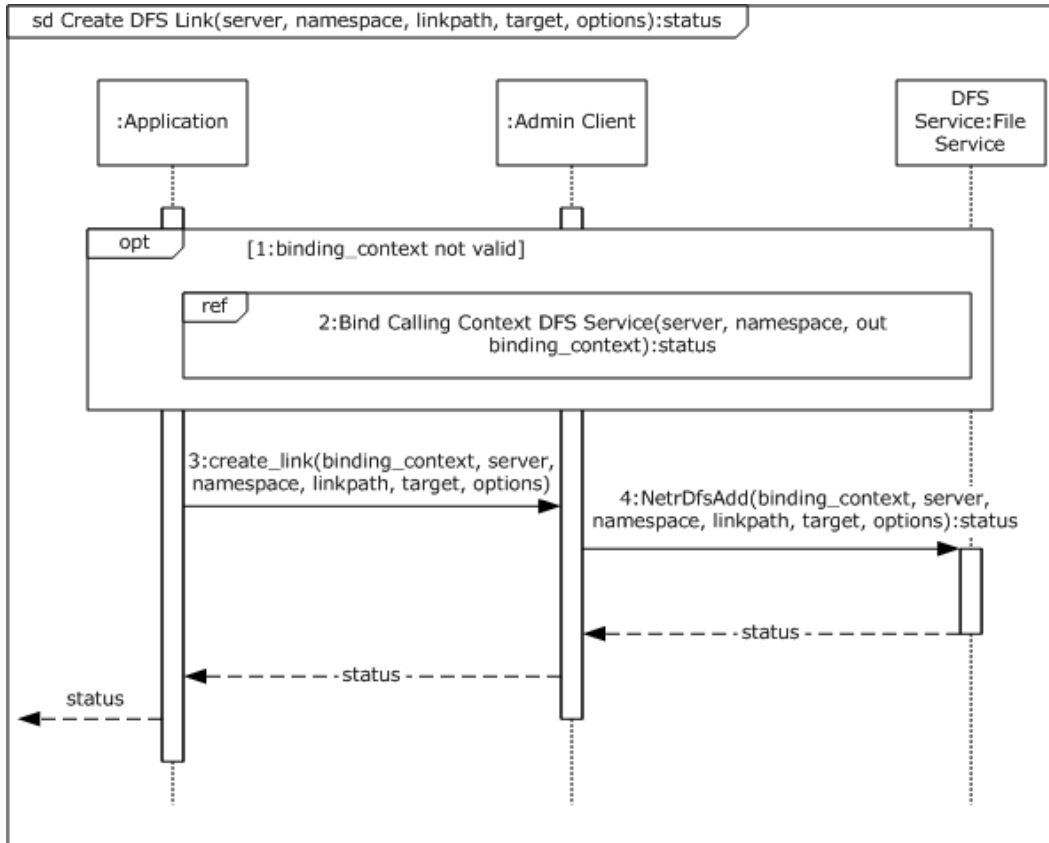 sd Create DFS Link(server, namespace, linkpath, target, options):status
:Application
:Admin Client
DFS
Service:File
Service
opt
[1:binding_context not valid]
ref
2:Bind Calling Context DFS Service(server, namespace, out
binding_context):status
3:create_link(binding_context, server,
namespace, linkpath, target, options)
4:NetrDfsAdd(binding_context, server,
namespace, linkpath, target, options):status
status
status
status